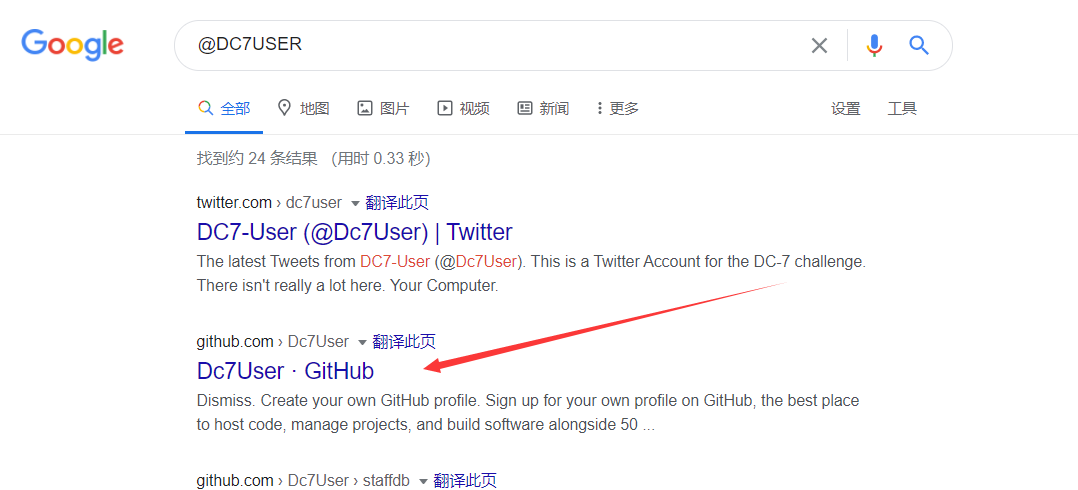 Google @DC7USER
全部 地图 图片 视频 新闻 更多 设置 工具
找到约 24 条结果 (用时 0.33 秒)
twitter.com › dc7user 翻译此页
DC7-User (@Dc7User) | Twitter
The latest Tweets from DC7-User (@Dc7User). This is a Twitter Account for the DC-7 challenge.
There isn't really a lot here. Your Computer.
github.com › Dc7User 翻译此页
Dc7User · GitHub
Dismiss. Create your own GitHub profile. Sign up for your own profile on GitHub, the best place
to host code, manage projects, and build software alongside 50 ...
github.com › Dc7User › staffdb 翻译此页